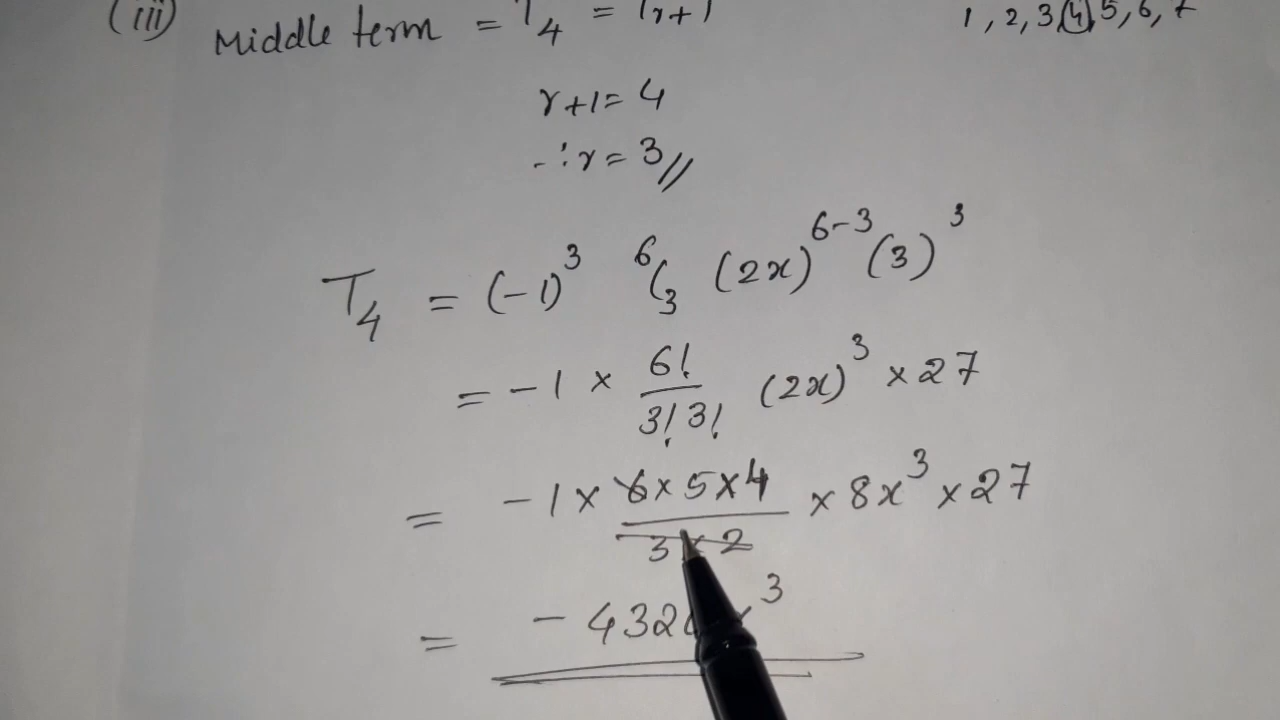 (iii) Middle term = T4 = Tr+1 1, 2, 3, 4, 5, 6, 7
r+1= 4
∴ r = 3 //
T4 = (-1)^3 6C3 (2x)^6-3 (3)^3
= -1 × 6!/3! 3! (2x)^3 × 27
= -1 × 6×5×4/3×2 × 8x^3 × 27
= x^3